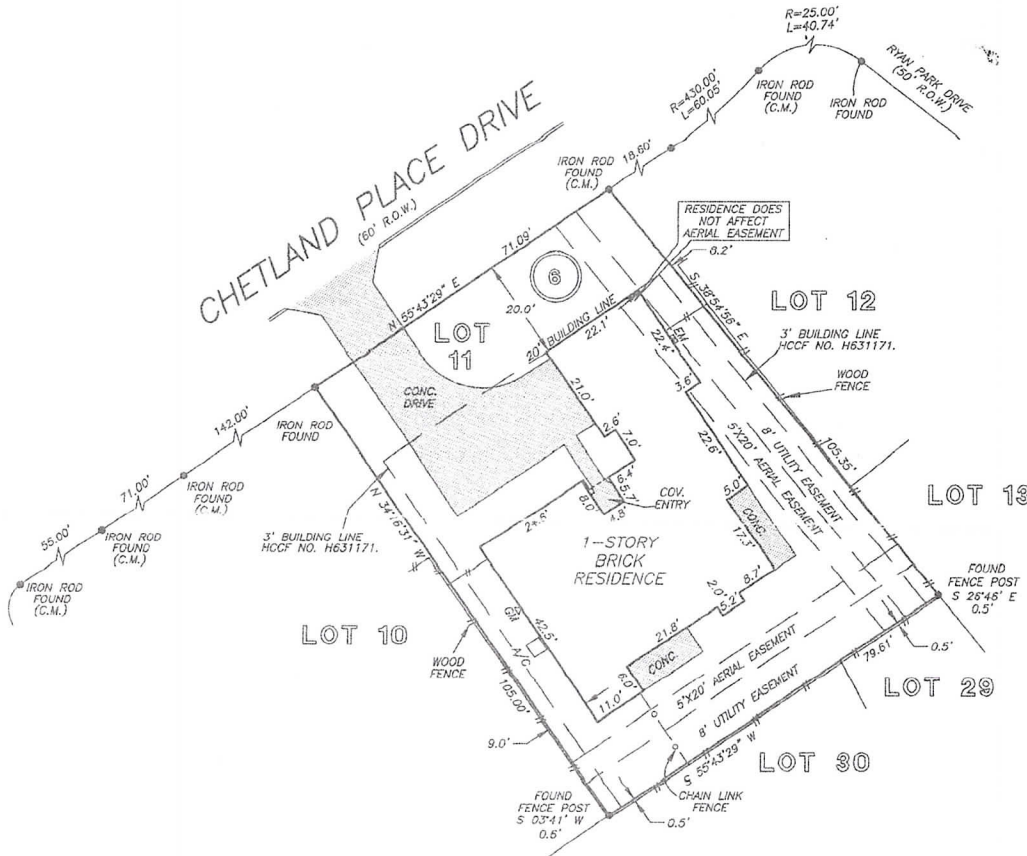 R=25.00'
L=40.74'
RYAN PARK DRIVE
(50' R.O.W.)
IRON ROD
FOUND
(C.M.)
IRON ROD
FOUND
R=430.00'
L=60.05'
CHETLAND PLACE DRIVE
(60' R.O.W.)
IRON ROD
FOUND
(C.M.)
18.60'
RESIDENCE DOES
NOT AFFECT
AERIAL EASEMENT
8.2'
71.09'
6
N 55°43'29" E
20.0'
S 38°54'56" E
LOT 12
3' BUILDING LINE
HCCF NO. H631171.
WOOD
FENCE
LOT
11
20' BUILDING LINE
22.1'
22.4'
EM
CONC.
DRIVE
21.0'
3.6'
142.00'
IRON ROD
FOUND
2.6'
7.0'
22.6'
5'X20' AERIAL EASEMENT
8' UTILITY EASEMENT
105.35'
71.00'
IRON ROD
FOUND
(C.M.)
N 34°16'31" W
6.4'
5.7'
8.0'
4.8'
COV.
ENTRY
5.0'
CONC.
17.3'
LOT 13
55.00'
IRON ROD
FOUND
(C.M.)
3' BUILDING LINE
HCCF NO. H631171.
1-STORY
BRICK
RESIDENCE
IRON ROD
FOUND
(C.M.)
8.7'
2.0'
5.2'
FOUND
FENCE POST
S 26°46' E
0.5'
LOT 10
GM
42.5'
A/C
WOOD
FENCE
21.8'
CONC.
6.0'
11.0'
5'X20' AERIAL EASEMENT
8' UTILITY EASEMENT
79.61'
0.5'
LOT 29
105.00'
9.0'
S 55°43'29" W
LOT 30
CHAIN LINK
FENCE
FOUND
FENCE POST
S 03°41' W
0.6'
0.5'